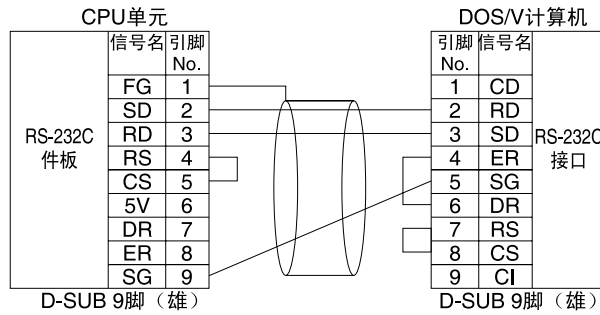 CPU单元 DOS/V计算机
信号名 引脚 No. 引脚 No. 信号名
FG 1 1 CD
SD 2 2 RD
RD 3 3 SD
RS-232C 件板 RS 4 4 ER RS-232C 接口
CS 5 5 SG
5V 6 6 DR
DR 7 7 RS
ER 8 8 CS
SG 9 9 CI
D-SUB 9脚（雄） D-SUB 9脚（雄）